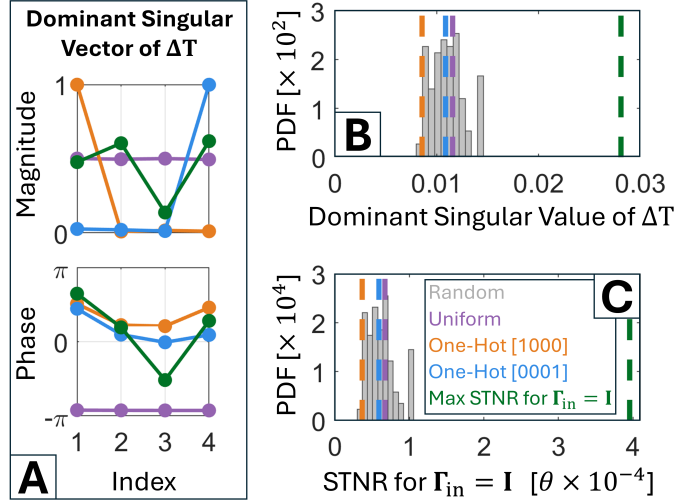 Dominant Singular
Vector of ΔT
Magnitude
1
0
Phase
π
0
-π
1 2 3 4
Index
A
PDF [× 10²]
3
2
1
0
0 0.01 0.02 0.03
Dominant Singular Value of ΔT
B
PDF [× 10⁴]
3
2
1
0
0 1 2 3 4
STNR for Γ_in = I [θ × 10⁻⁴]
C
Random
Uniform
One-Hot [1000]
One-Hot [0001]
Max STNR for Γ_in = I